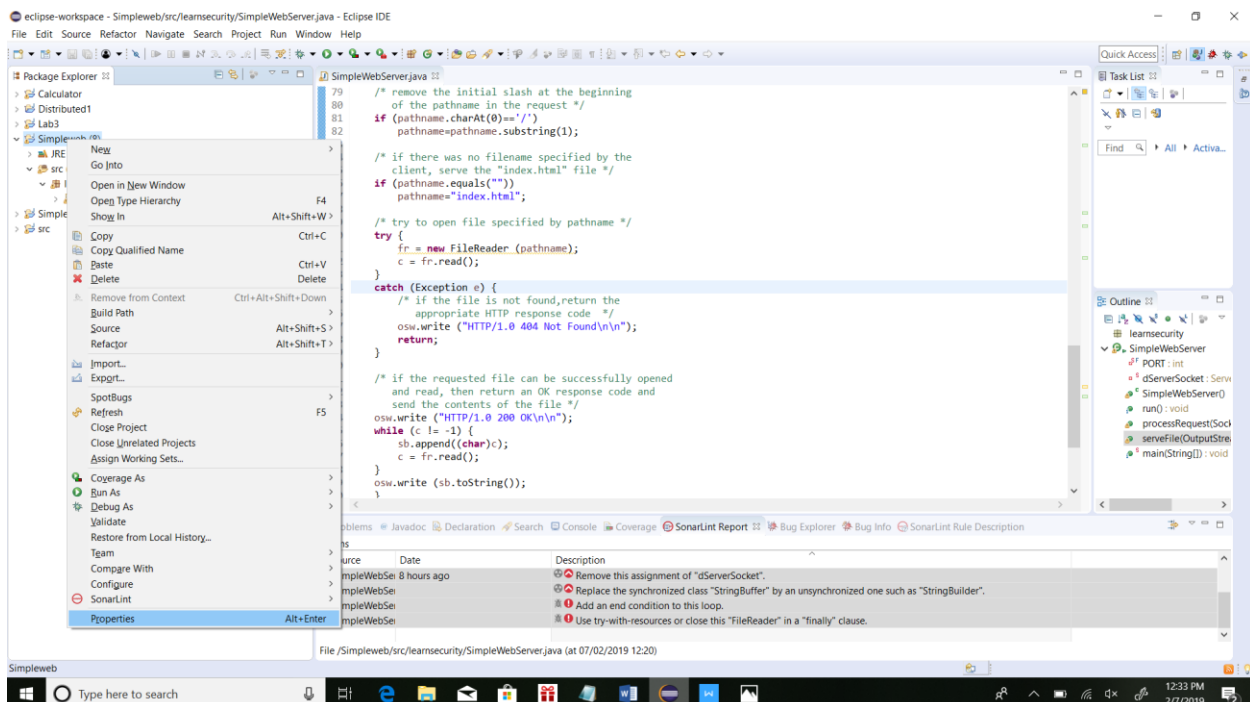 eclipse-workspace - Simpleweb/src/learnsecurity/SimpleWebServer.java - Eclipse IDE
File Edit Source Refactor Navigate Search Project Run Window Help
Quick Access
Package Explorer
Calculator
Distributed1
Lab3
Simpleweb (8)
JRE
src
Simple
src
New
Go Into
Open in New Window
Open Type Hierarchy F4
Show In Alt+Shift+W >
Copy Ctrl+C
Copy Qualified Name
Paste Ctrl+V
Delete Delete
Remove from Context Ctrl+Alt+Shift+Down
Build Path
Source Alt+Shift+S >
Refactor Alt+Shift+T >
Import...
Export...
SpotBugs
Refresh F5
Close Project
Close Unrelated Projects
Assign Working Sets...
Coverage As
Run As
Debug As
Validate
Restore from Local History...
Team
Compare With
Configure
SonarLint
Properties Alt+Enter
SimpleWebServer.java
79 /* remove the initial slash at the beginning
80 of the pathname in the request */
81 if (pathname.charAt(0)=='/')
82 pathname=pathname.substring(1);
/* if there was no filename specified by the
client, serve the "index.html" file */
if (pathname.equals(""))
pathname="index.html";
/* try to open file specified by pathname */
try {
fr = new FileReader (pathname);
c = fr.read();
}
catch (Exception e) {
/* if the file is not found,return the
appropriate HTTP response code */
osw.write ("HTTP/1.0 404 Not Found\n\n");
return;
}
/* if the requested file can be successfully opened
and read, then return an OK response code and
send the contents of the file */
osw.write ("HTTP/1.0 200 OK\n\n");
while (c != -1) {
sb.append((char)c);
c = fr.read();
}
osw.write (sb.toString());
}
Task List
Find All Activa...
Outline
learnsecurity
SimpleWebServer
PORT : int
dServerSocket : Serve
SimpleWebServer()
run() : void
processRequest(Sock
serveFile(OutputStrea
main(String[]) : void
oblems Javadoc Declaration Search Console Coverage SonarLint Report Bug Explorer Bug Info SonarLint Rule Description
ns
urce Date Description
mpleWebSer 8 hours ago Remove this assignment of "dServerSocket".
mpleWebSer Replace the synchronized class "StringBuffer" by an unsynchronized one such as "StringBuilder".
mpleWebSer Add an end condition to this loop.
mpleWebSer Use try-with-resources or close this "FileReader" in a "finally" clause.
File /Simpleweb/src/learnsecurity/SimpleWebServer.java (at 07/02/2019 12:20)
Simpleweb
Type here to search
12:33 PM
2/7/2019